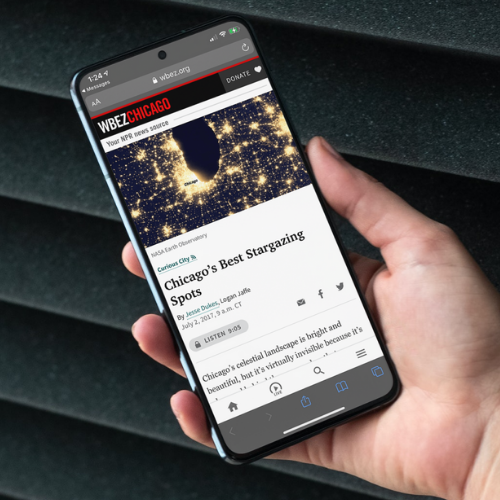 1:24
Messages
AA
wbez.org
WBEZCHICAGO
DONATE
Your NPR news source
Chicago
NASA Earth Observatory
Curious City
Chicago's Best Stargazing
Spots
By Jesse Dukes, Logan Jaffe
July 2, 2017, 9 a.m. CT
LISTEN 9:05
Chicago's celestial landscape is bright and
beautiful, but it's virtually invisible because it's
LIVE